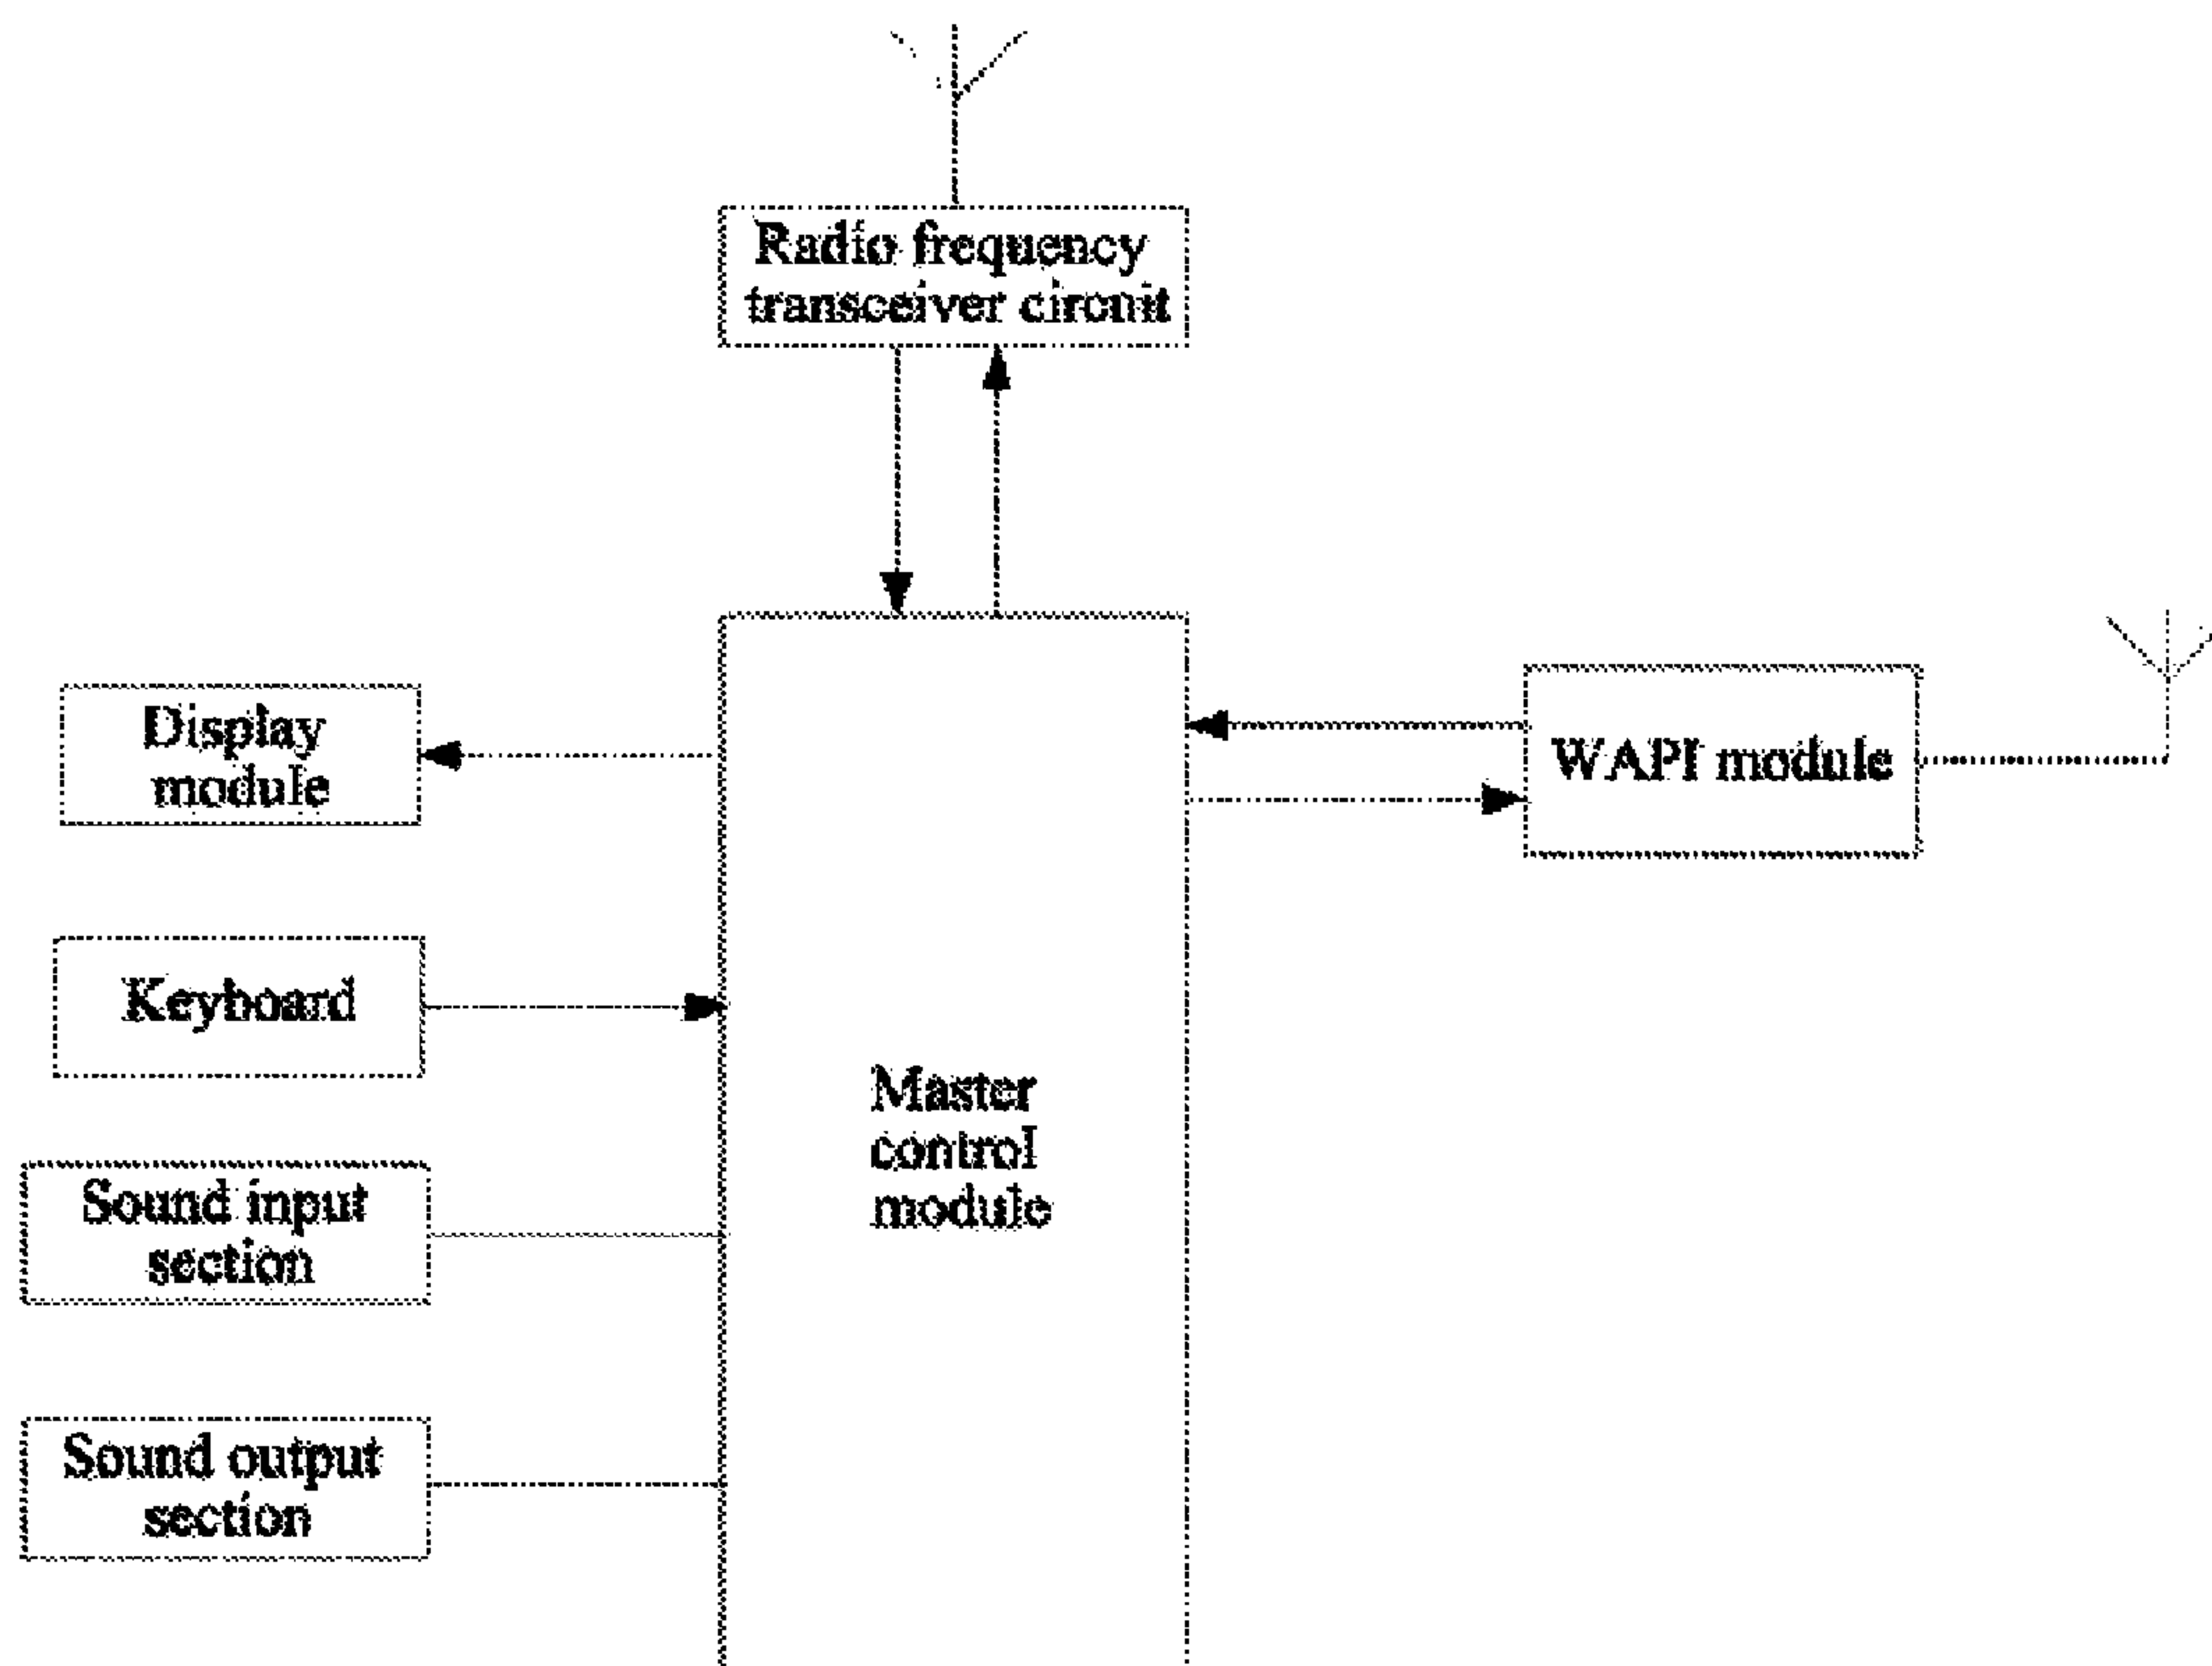 Radio frequency
transceiver circuit
Display
module
WAPI module
Keyboard
Master
control
module
Sound input
section
Sound output
section